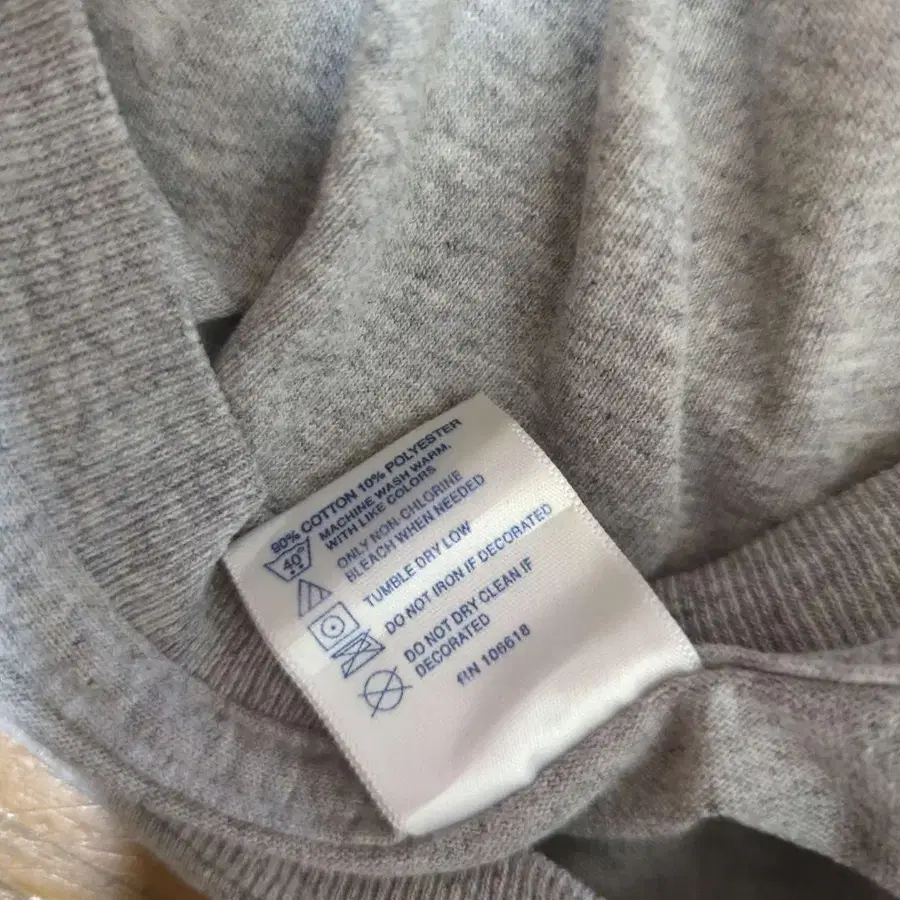 90% COTTON 10% POLYESTER
MACHINE WASH WARM,
WITH LIKE COLORS
40°
ONLY NON-CHLORINE
BLEACH WHEN NEEDED
TUMBLE DRY LOW
DO NOT IRON IF DECORATED
DO NOT DRY CLEAN IF
DECORATED
RN 106618